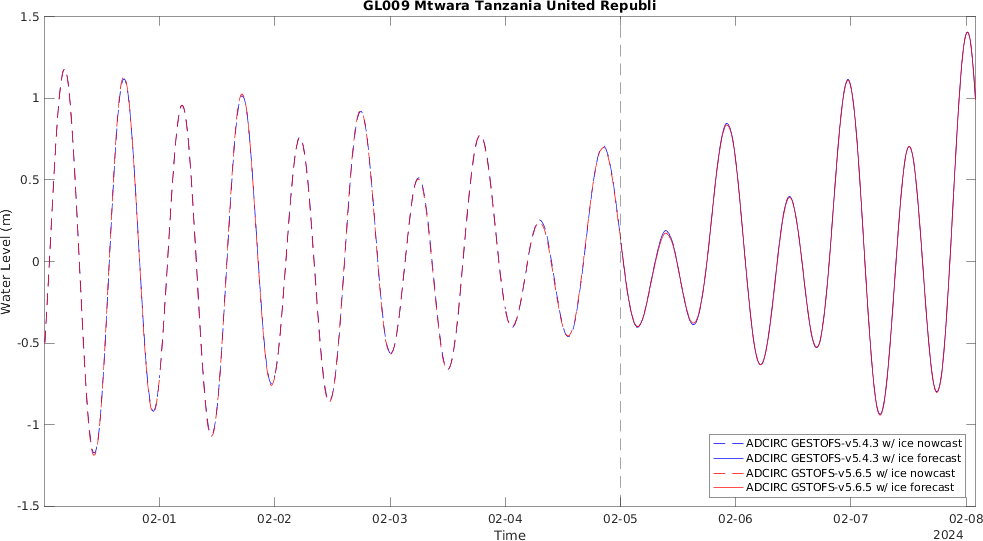 GL009 Mtwara Tanzania United Republi
1.5
1
0.5
0
-0.5
-1
-1.5
Water Level (m)
ADCIRC GESTOFS-v5.4.3 w/ ice nowcast
ADCIRC GESTOFS-v5.4.3 w/ ice forecast
ADCIRC GSTOFS-v5.6.5 w/ ice nowcast
ADCIRC GSTOFS-v5.6.5 w/ ice forecast
02-01 02-02 02-03 02-04 02-05 02-06 02-07 02-08
Time 2024